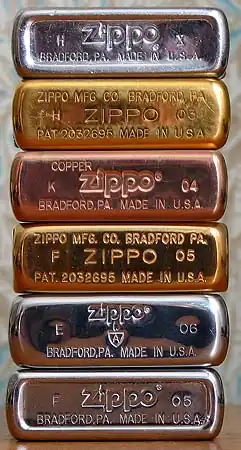 H zippo X
BRADFORD, PA. MADE IN U.S.A.
ZIPPO MFG. CO. BRADFORD, PA.
H ZIPPO 03
PAT. 2032695 MADE IN U.S.A.
COPPER
K zippo® 04
BRADFORD, PA. MADE IN U.S.A.
ZIPPO MFG. CO. BRADFORD PA.
F ZIPPO 05
PAT. 2032695 MADE IN U.S.A.
zippo®
E A 06
BRADFORD, PA. MADE IN U.S.A.
F zippo® 05
BRADFORD, PA. MADE IN U.S.A.